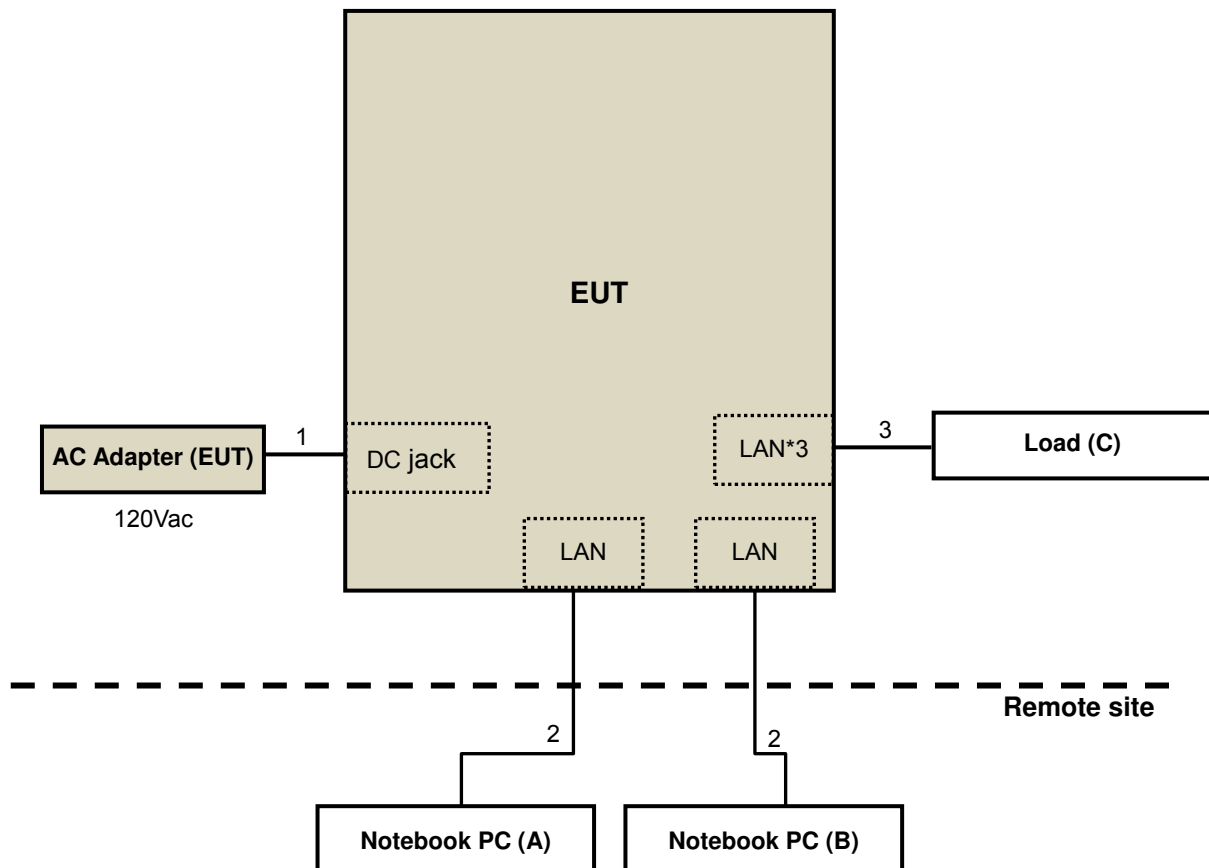 EUT
1
3
AC Adapter (EUT)
DC jack
LAN*3
Load (C)
120Vac
LAN
LAN
Remote site
2
2
Notebook PC (A)
Notebook PC (B)